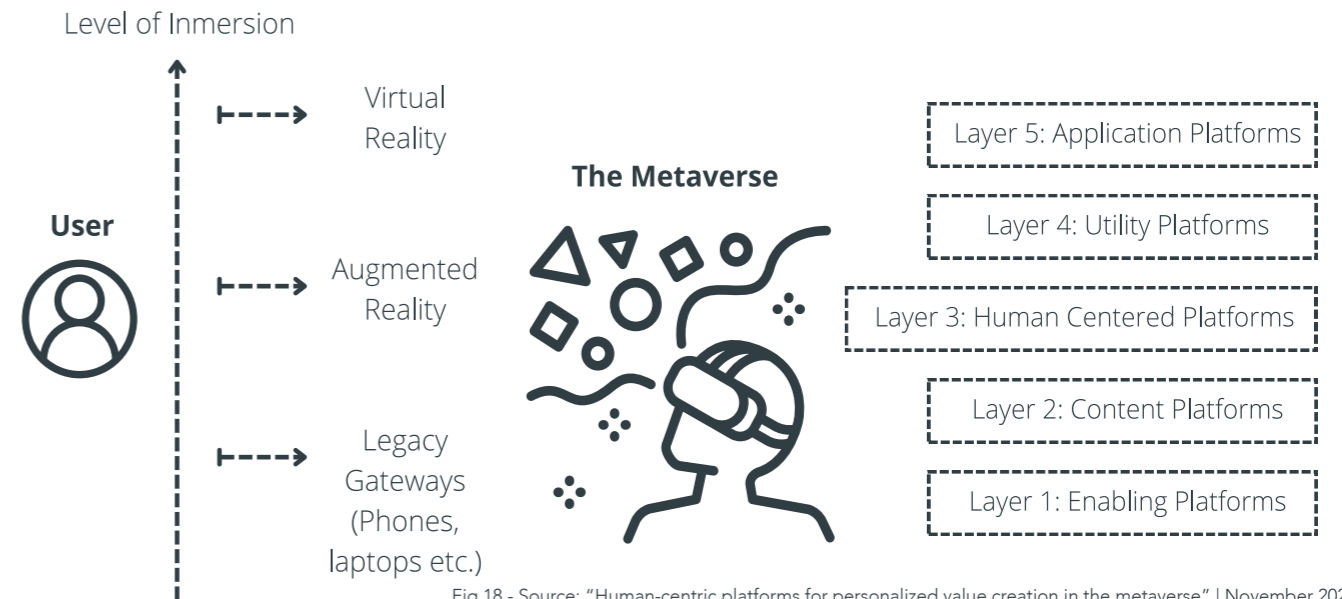 Level of Inmersion
Virtual
Reality
User
Augmented
Reality
Legacy
Gateways
(Phones,
laptops etc.)
The Metaverse
Layer 5: Application Platforms
Layer 4: Utility Platforms
Layer 3: Human Centered Platforms
Layer 2: Content Platforms
Layer 1: Enabling Platforms
Fig 18 - Source: “Human-centric platforms for personalized value creation in the metaverse” | November